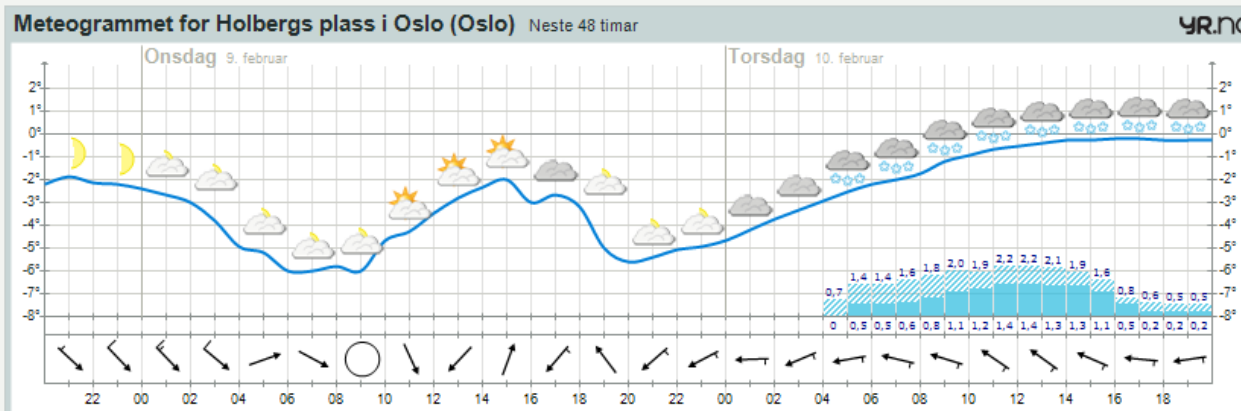 Meteogrammet for Holbergs plass i Oslo (Oslo) Neste 48 timar
Onsdag 9. februar
Torsdag 10. februar
2° 2°
1° 1°
0° 0°
-1° -1°
-2° -2°
-3° -3°
-4° -4°
-5° -5°
-6° -6°
-7° -7°
-8° -8°
0,7 1,4 1,4 1,6 1,8 2,0 1,9 2,2 2,2 2,1 1,9 1,6 0,8 0,6 0,5 0,5
0 0,5 0,5 0,6 0,8 1,1 1,2 1,4 1,4 1,3 1,3 1,1 0,5 0,2 0,2 0,2
22 00 02 04 06 08 10 12 14 16 18 20 22 00 02 04 06 08 10 12 14 16 18